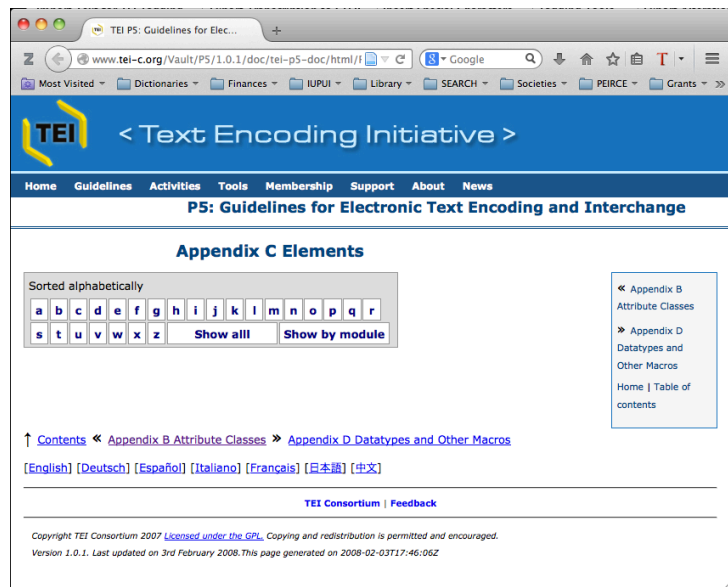 TEI P5: Guidelines for Elec...
www.tei-c.org/Vault/P5/1.0.1/doc/tei-p5-doc/html/
Google
Most Visited
Dictionaries
Finances
IUPUI
Library
SEARCH
Societies
PEIRCE
Grants
TEI
< Text Encoding Initiative >
Home Guidelines Activities Tools Membership Support About News
P5: Guidelines for Electronic Text Encoding and Interchange
Appendix C Elements
Sorted alphabetically
a b c d e f g h i j k l m n o p q r
s t u v w x z Show alll Show by module
« Appendix B
Attribute Classes
» Appendix D
Datatypes and
Other Macros
Home | Table of
contents
↑ Contents « Appendix B Attribute Classes » Appendix D Datatypes and Other Macros
[English] [Deutsch] [Español] [Italiano] [Français] [日本語] [中文]
TEI Consortium | Feedback
Copyright TEI Consortium 2007 Licensed under the GPL. Copying and redistribution is permitted and encouraged.
Version 1.0.1. Last updated on 3rd February 2008.This page generated on 2008-02-03T17:46:06Z